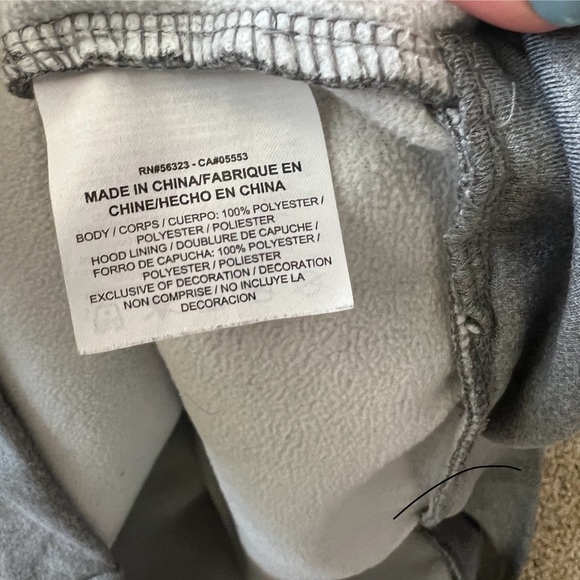 RN#56323 - CA#05553
MADE IN CHINA/FABRIQUE EN
CHINE/HECHO EN CHINA
BODY / CORPS / CUERPO: 100% POLYESTER /
POLYESTER / POLIESTER
HOOD LINING / DOUBLURE DE CAPUCHE /
FORRO DE CAPUCHA: 100% POLYESTER /
POLYESTER / POLIESTER
EXCLUSIVE OF DECORATION / DECORATION
NON COMPRISE / NO INCLUYE LA
DECORACION